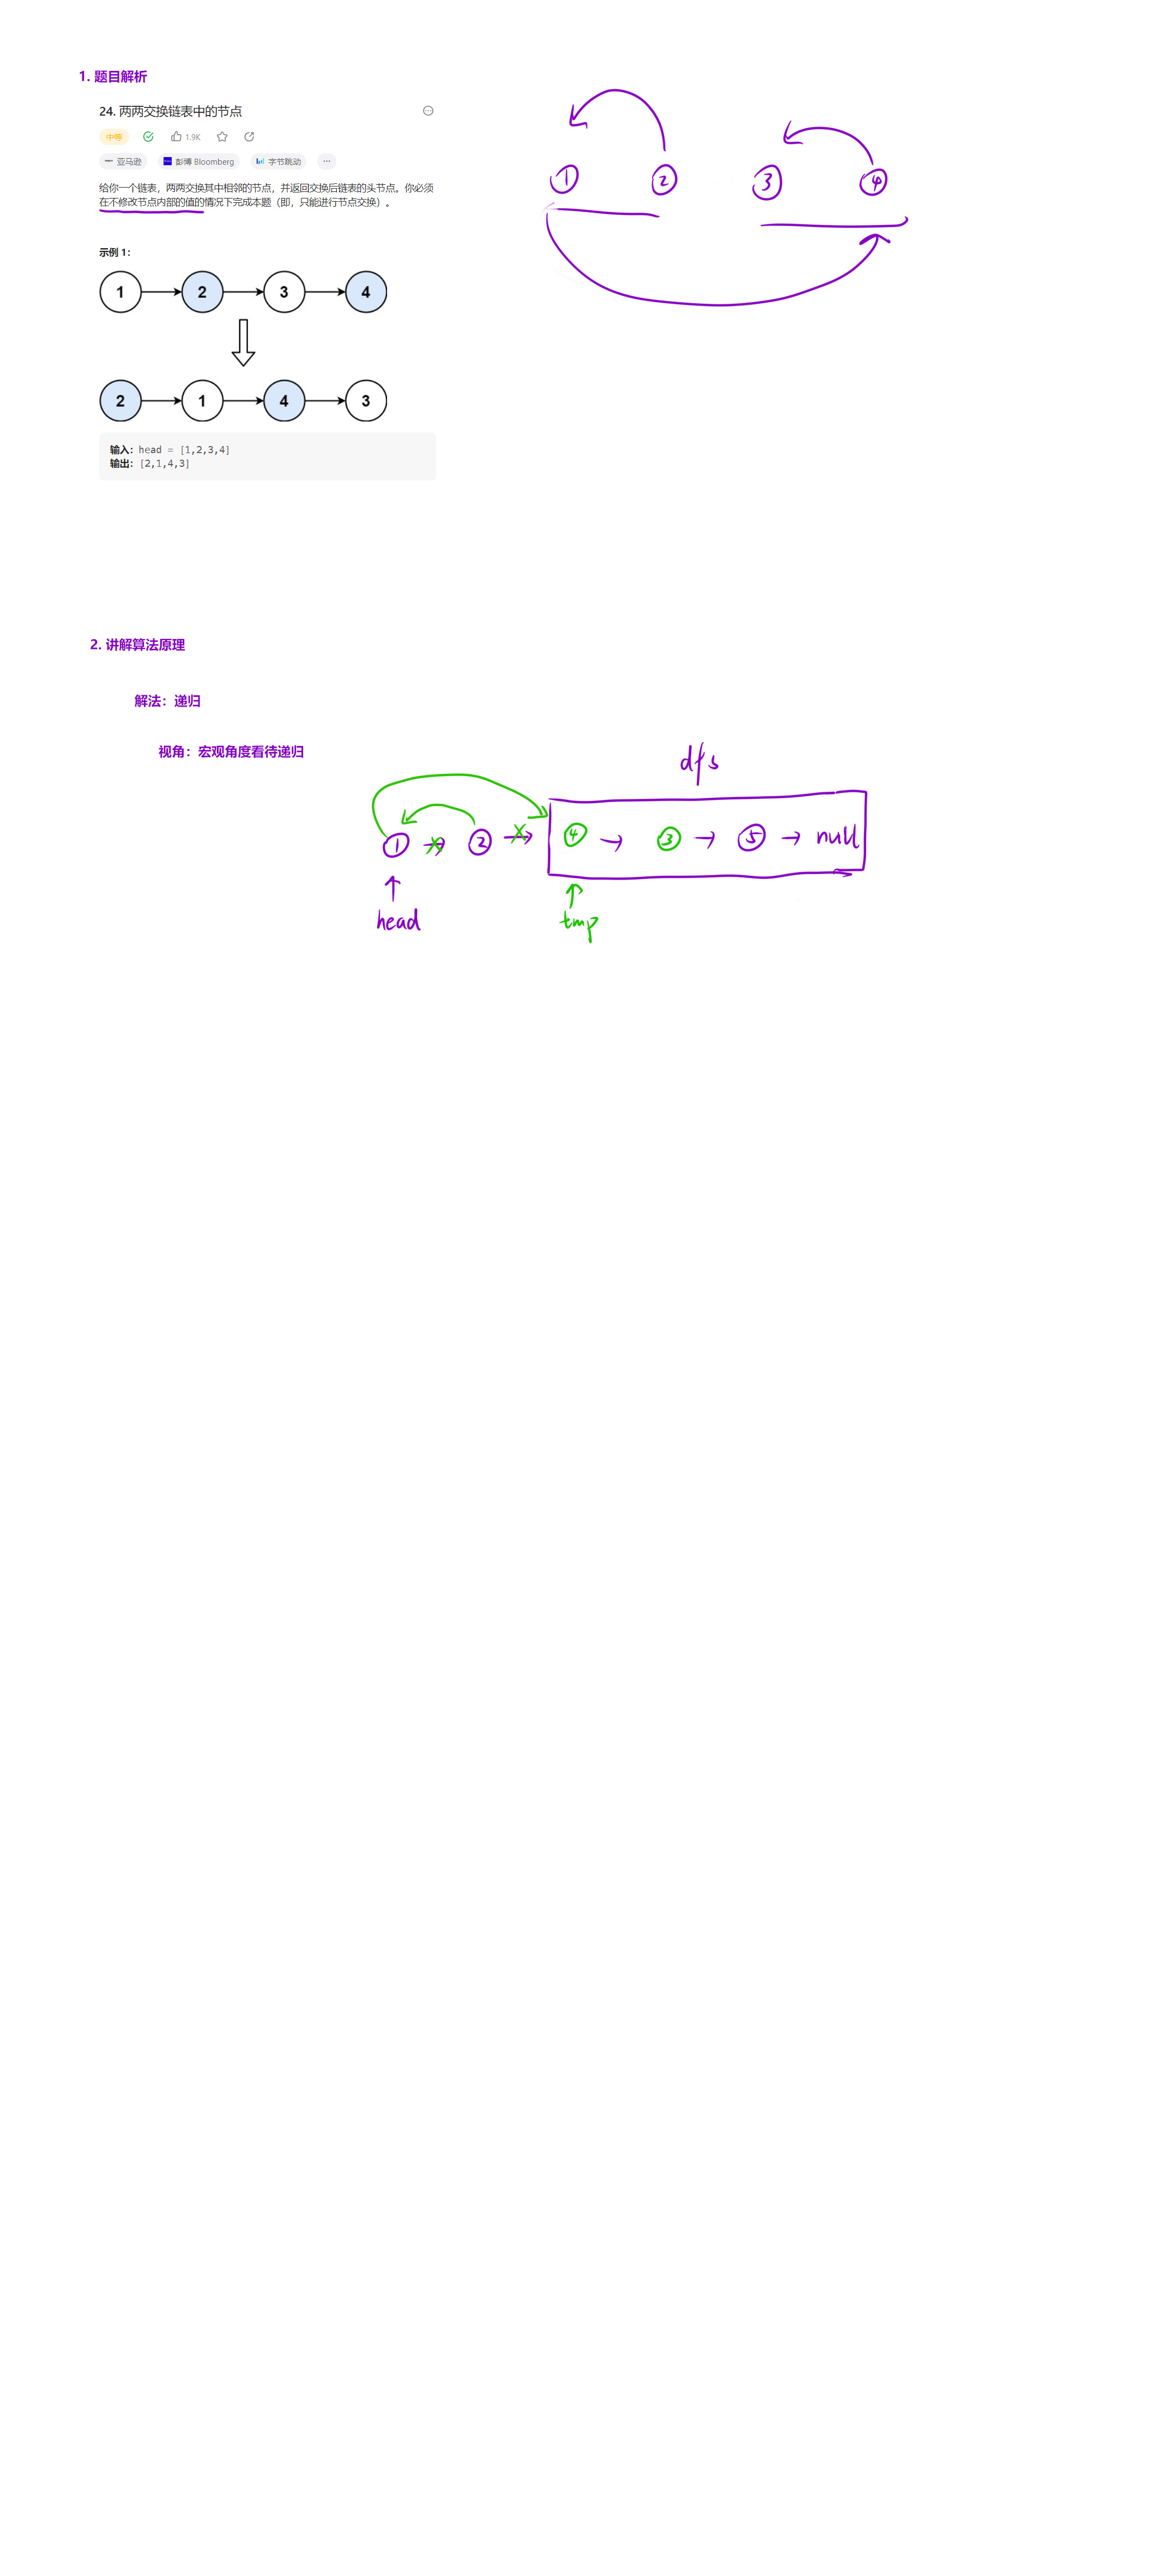 1. 题目解析
24. 两两交换链表中的节点
中等 1.9K
亚马逊 彭博 Bloomberg 字节跳动
给你一个链表，两两交换其中相邻的节点，并返回交换后链表的头节点。你必须
在不修改节点内部的值的情况下完成本题（即，只能进行节点交换）。
示例 1：
1 2 3 4
2 1 4 3
输入：head = [1,2,3,4]
输出：[2,1,4,3]
1 2 3 4
2. 讲解算法原理
解法：递归
视角：宏观角度看待递归
dfs
1 → 2 → 4 → 3 → 5 → null
head
tmp